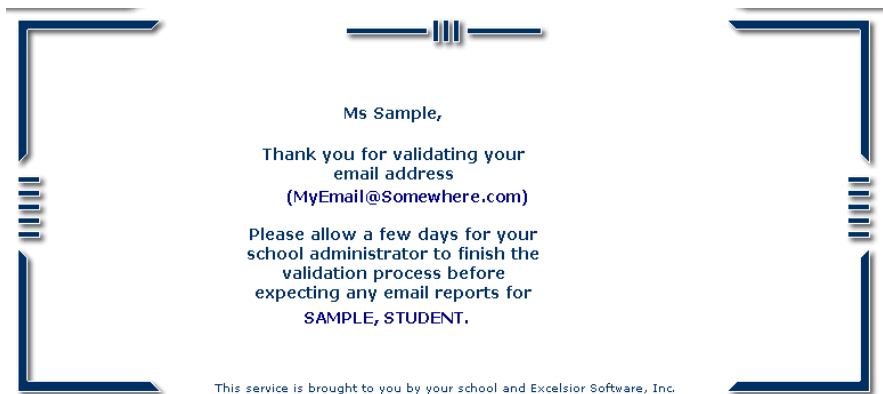 Ms Sample,
Thank you for validating your
email address
(MyEmail@Somewhere.com)
Please allow a few days for your
school administrator to finish the
validation process before
expecting any email reports for
SAMPLE, STUDENT.
This service is brought to you by your school and Excelsior Software, Inc.